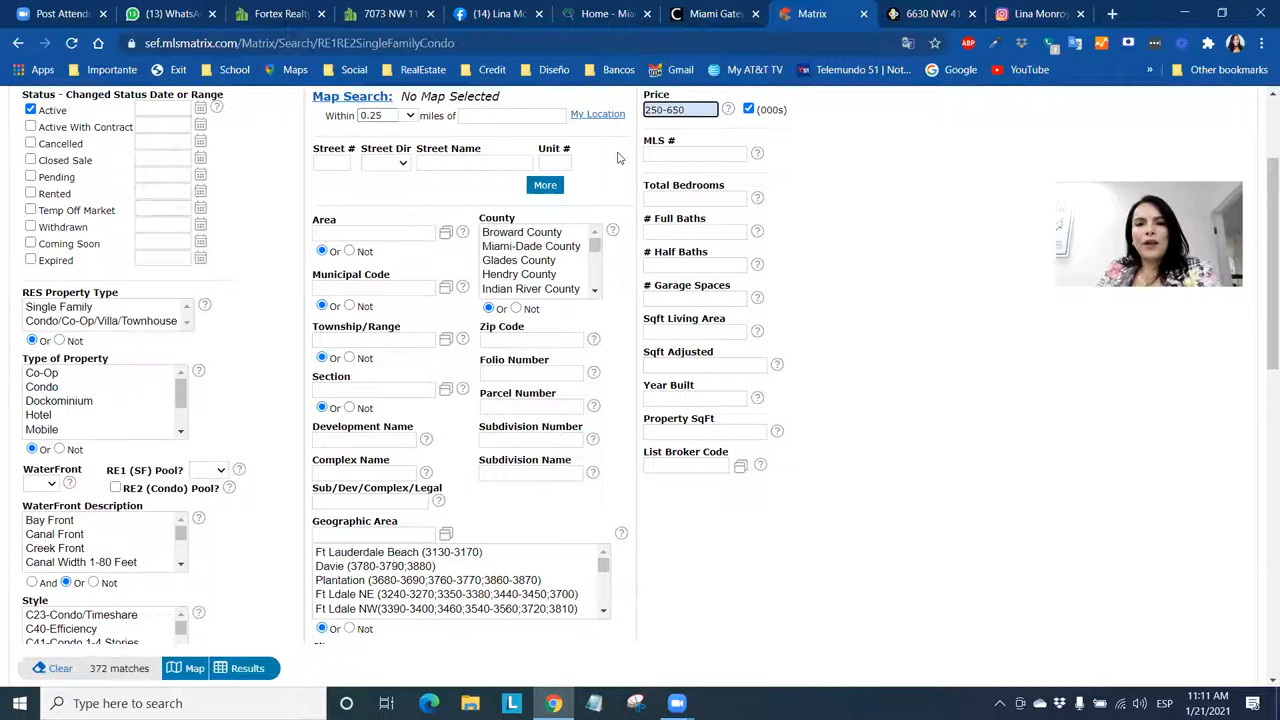 Post Attend
(13) WhatsA
Fortex Realty
7073 NW 11
(14) Lina Mo
Home - Mia
Miami Gate
Matrix
6630 NW 41
Lina Monroy
sef.mlsmatrix.com/Matrix/Search/RE1RE2SingleFamilyCondo
Apps
Importante
Exit
School
Maps
Social
RealEstate
Credit
Diseño
Bancos
Gmail
My AT&T TV
Telemundo 51 | Not...
Google
YouTube
»
Other bookmarks
Status - Changed Status Date or Range
Active
Active With Contract
Cancelled
Closed Sale
Pending
Rented
Temp Off Market
Withdrawn
Coming Soon
Expired
RES Property Type
Single Family
Condo/Co-Op/Villa/Townhouse
Or Not
Type of Property
Co-Op
Condo
Dockominium
Hotel
Mobile
Or Not
WaterFront
RE1 (SF) Pool?
RE2 (Condo) Pool?
WaterFront Description
Bay Front
Canal Front
Creek Front
Canal Width 1-80 Feet
And Or Not
Style
C23-Condo/Timeshare
C40-Efficiency
C41-Condo 1-4 Stories
Map Search: No Map Selected
Within 0.25 miles of My Location
Street # Street Dir Street Name Unit #
More
Area
Or Not
Municipal Code
Or Not
Township/Range
Or Not
Section
Or Not
Development Name
Complex Name
Sub/Dev/Complex/Legal
County
Broward County
Miami-Dade County
Glades County
Hendry County
Indian River County
Or Not
Zip Code
Folio Number
Parcel Number
Subdivision Number
Subdivision Name
Geographic Area
Ft Lauderdale Beach (3130-3170)
Davie (3780-3790;3880)
Plantation (3680-3690;3760-3770;3860-3870)
Ft Ldale NE (3240-3270;3350-3380;3440-3450;3700)
Ft Ldale NW(3390-3400;3460;3540-3560;3720;3810)
Or Not
Price
250-650 (000s)
MLS #
Total Bedrooms
# Full Baths
# Half Baths
# Garage Spaces
Sqft Living Area
Sqft Adjusted
Year Built
Property SqFt
List Broker Code
Clear 372 matches Map Results
Type here to search
ESP
11:11 AM
1/21/2021